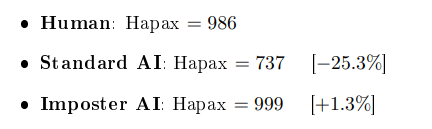 • Human: Hapax = 986
• Standard AI: Hapax = 737 [−25.3%]
• Imposter AI: Hapax = 999 [+1.3%]